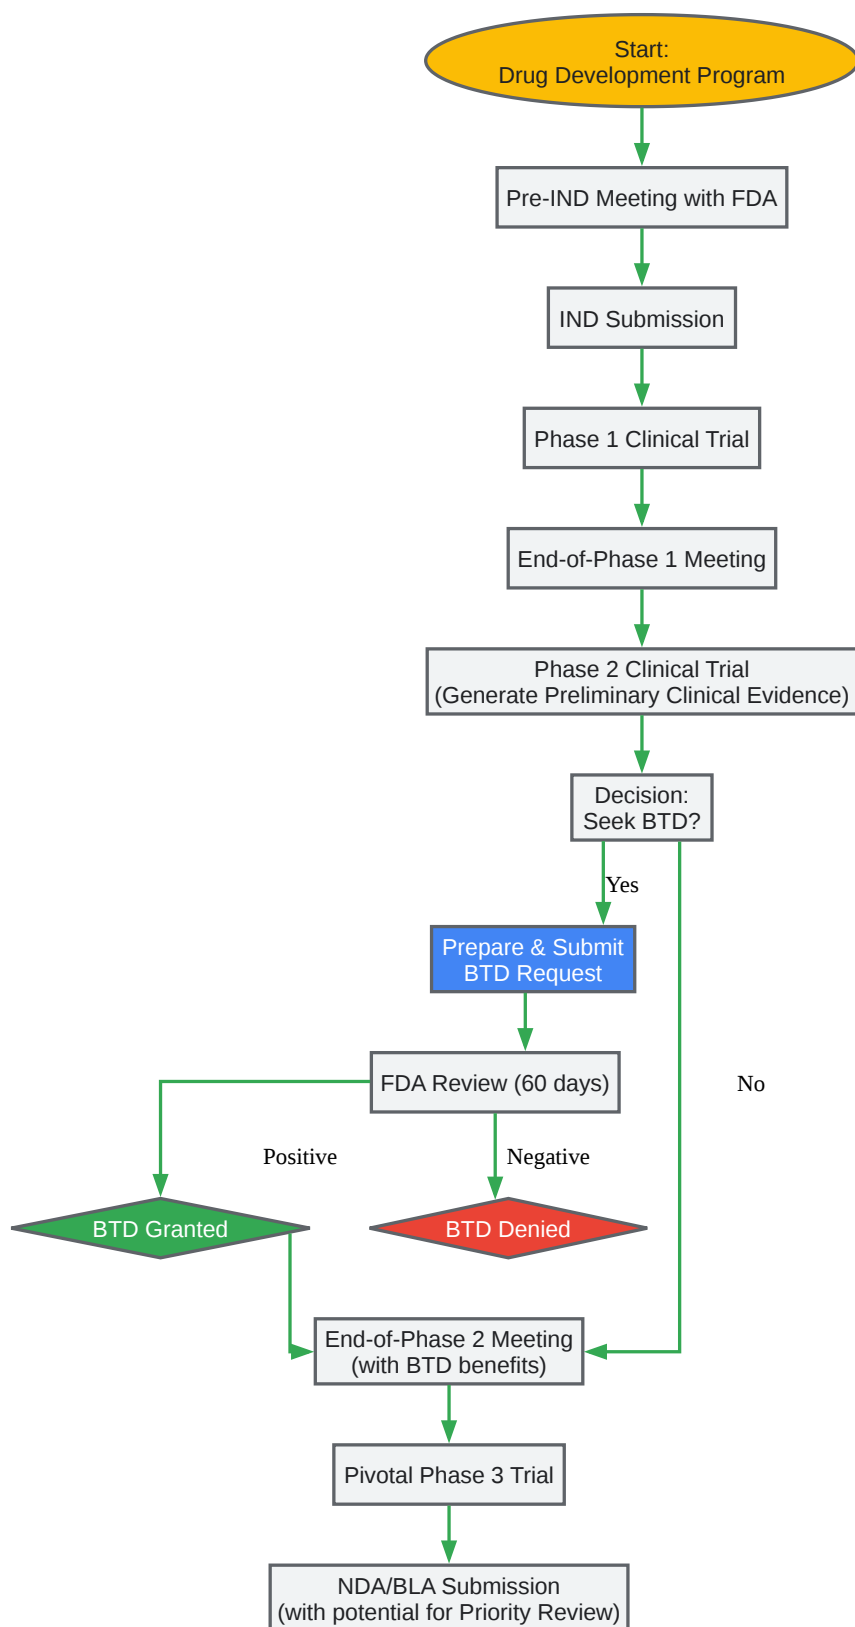 Start:
Drug Development Program
Pre-IND Meeting with FDA
IND Submission
Phase 1 Clinical Trial
End-of-Phase 1 Meeting
Phase 2 Clinical Trial
(Generate Preliminary Clinical Evidence)
Decision:
Seek BTD?
Yes
Prepare & Submit
BTD Request
FDA Review (60 days)
No
Positive
Negative
BTD Granted
BTD Denied
End-of-Phase 2 Meeting
(with BTD benefits)
Pivotal Phase 3 Trial
NDA/BLA Submission
(with potential for Priority Review)